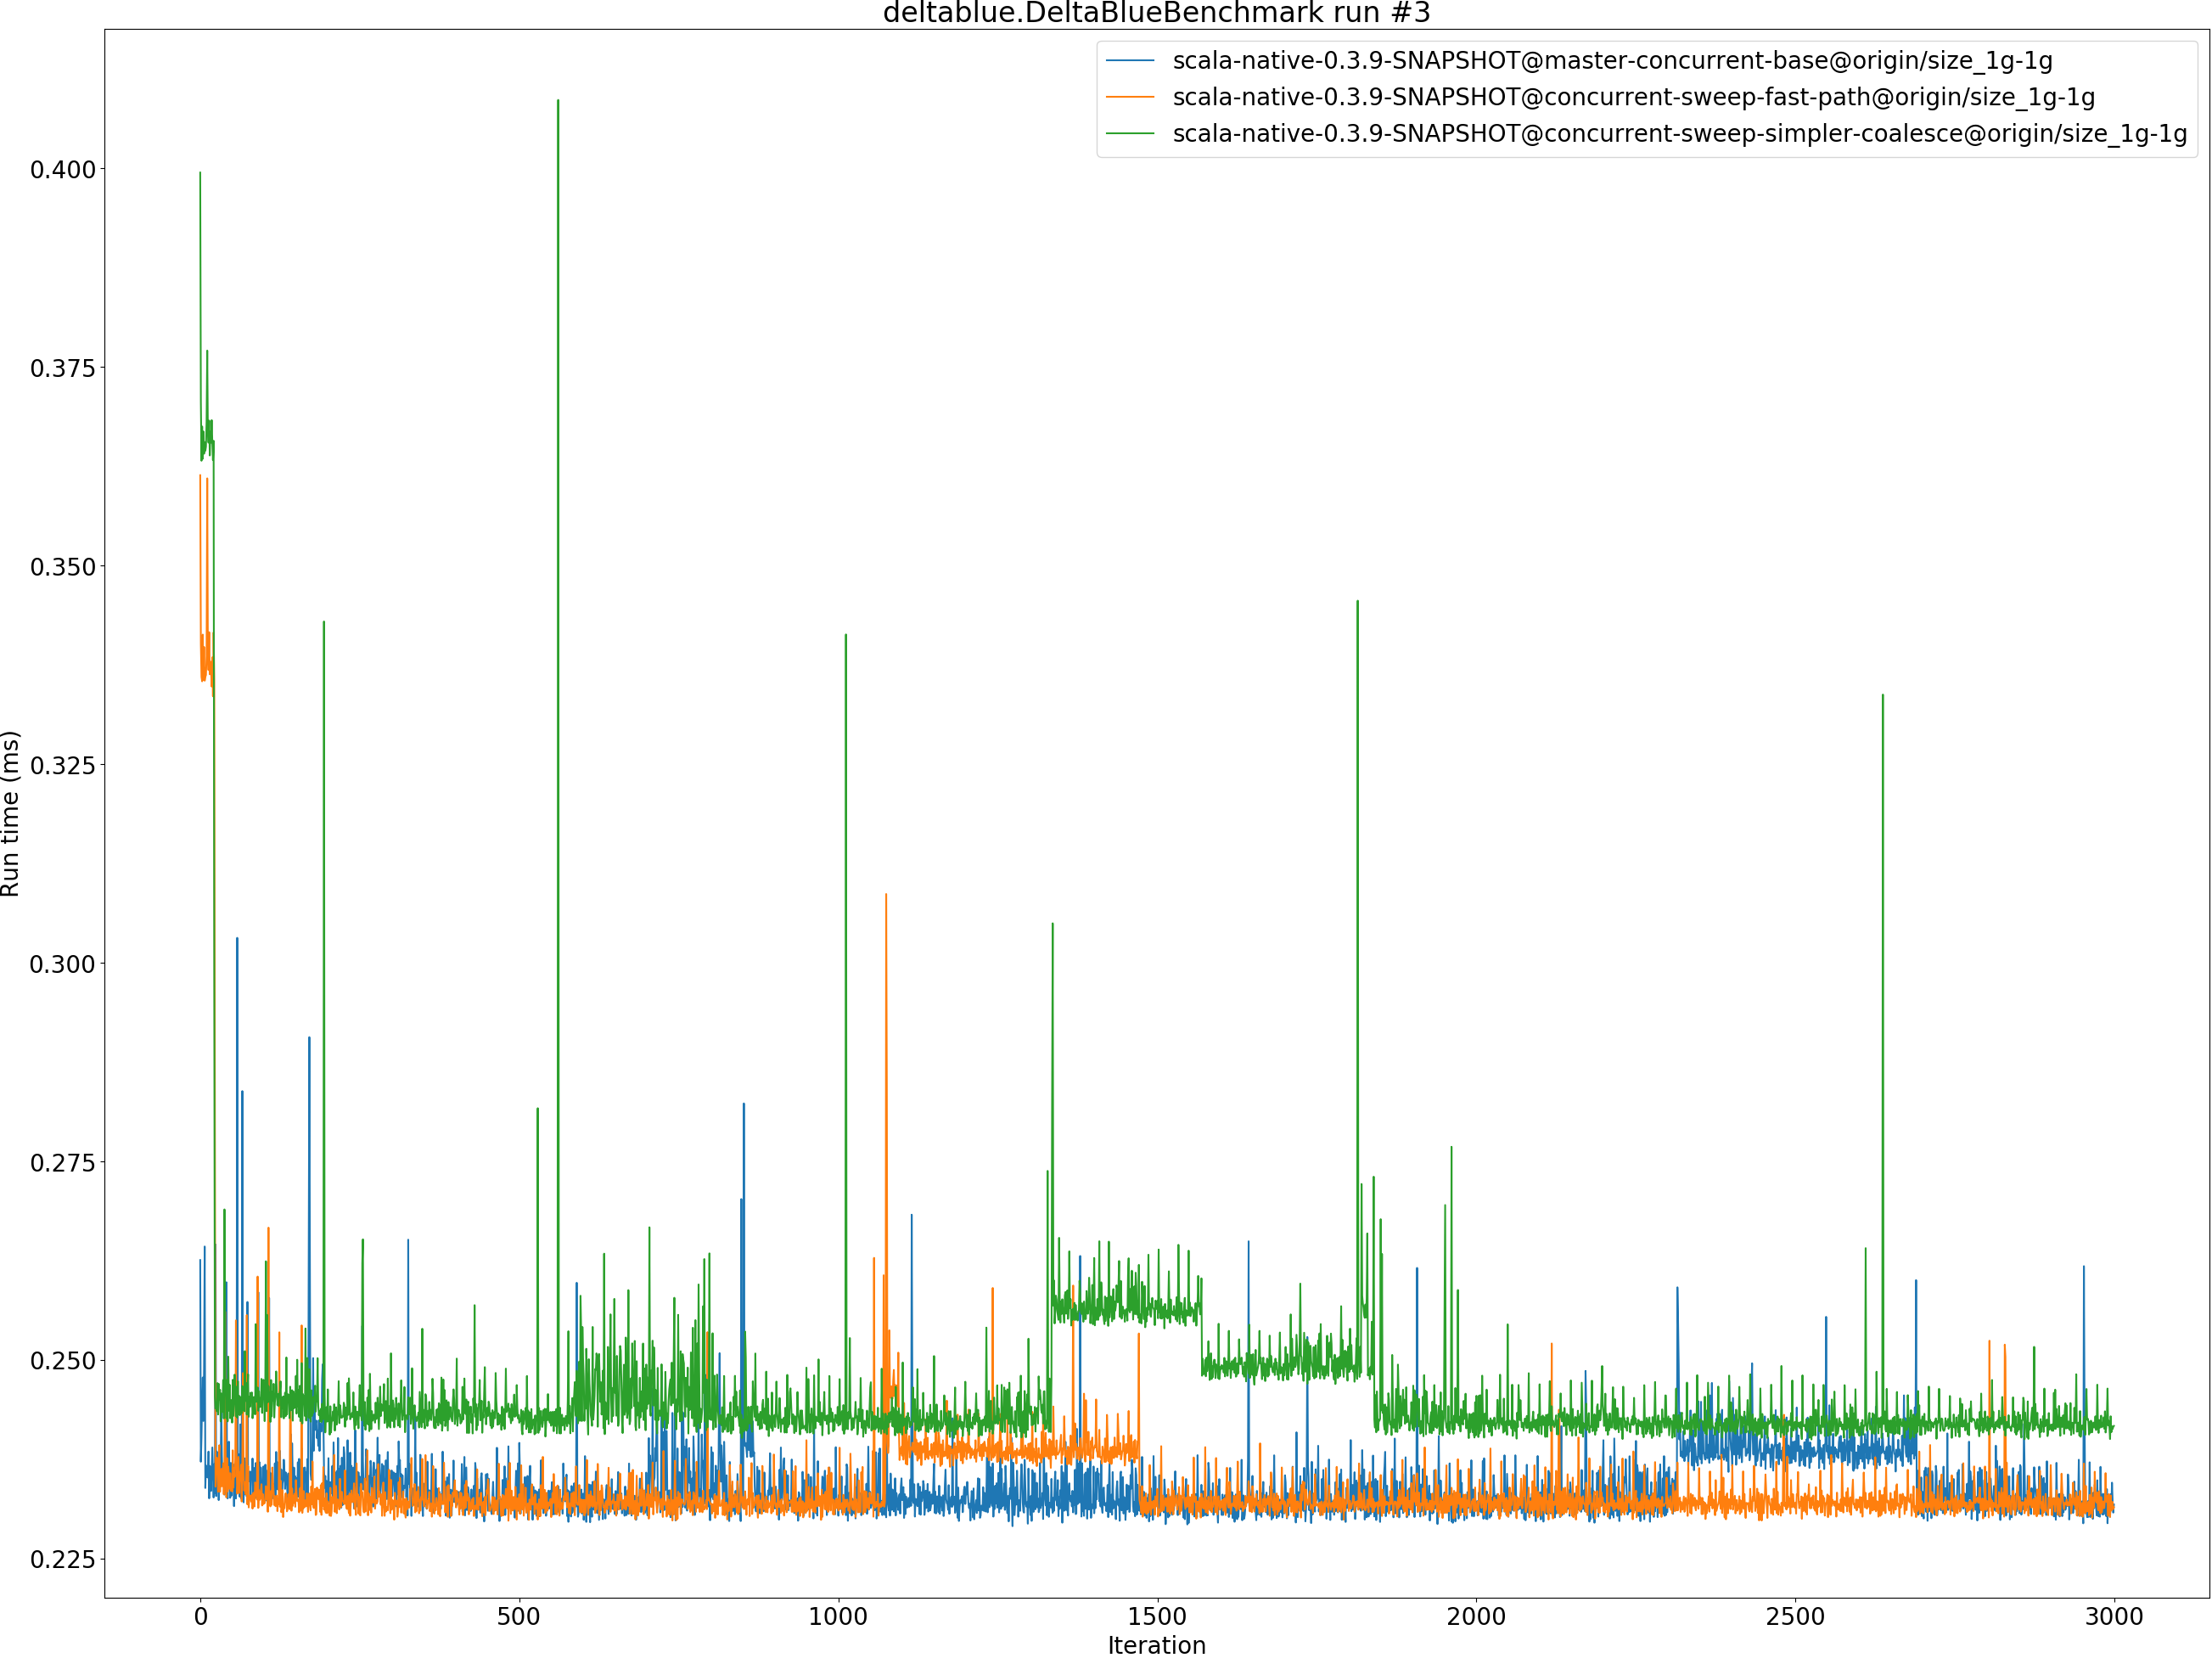 deltablue.DeltaBlueBenchmark run #3
scala-native-0.3.9-SNAPSHOT@master-concurrent-base@origin/size_1g-1g
scala-native-0.3.9-SNAPSHOT@concurrent-sweep-fast-path@origin/size_1g-1g
scala-native-0.3.9-SNAPSHOT@concurrent-sweep-simpler-coalesce@origin/size_1g-1g
0.400
0.375
0.350
0.325
0.300
0.275
0.250
0.225
Run time (ms)
0 500 1000 1500 2000 2500 3000
Iteration